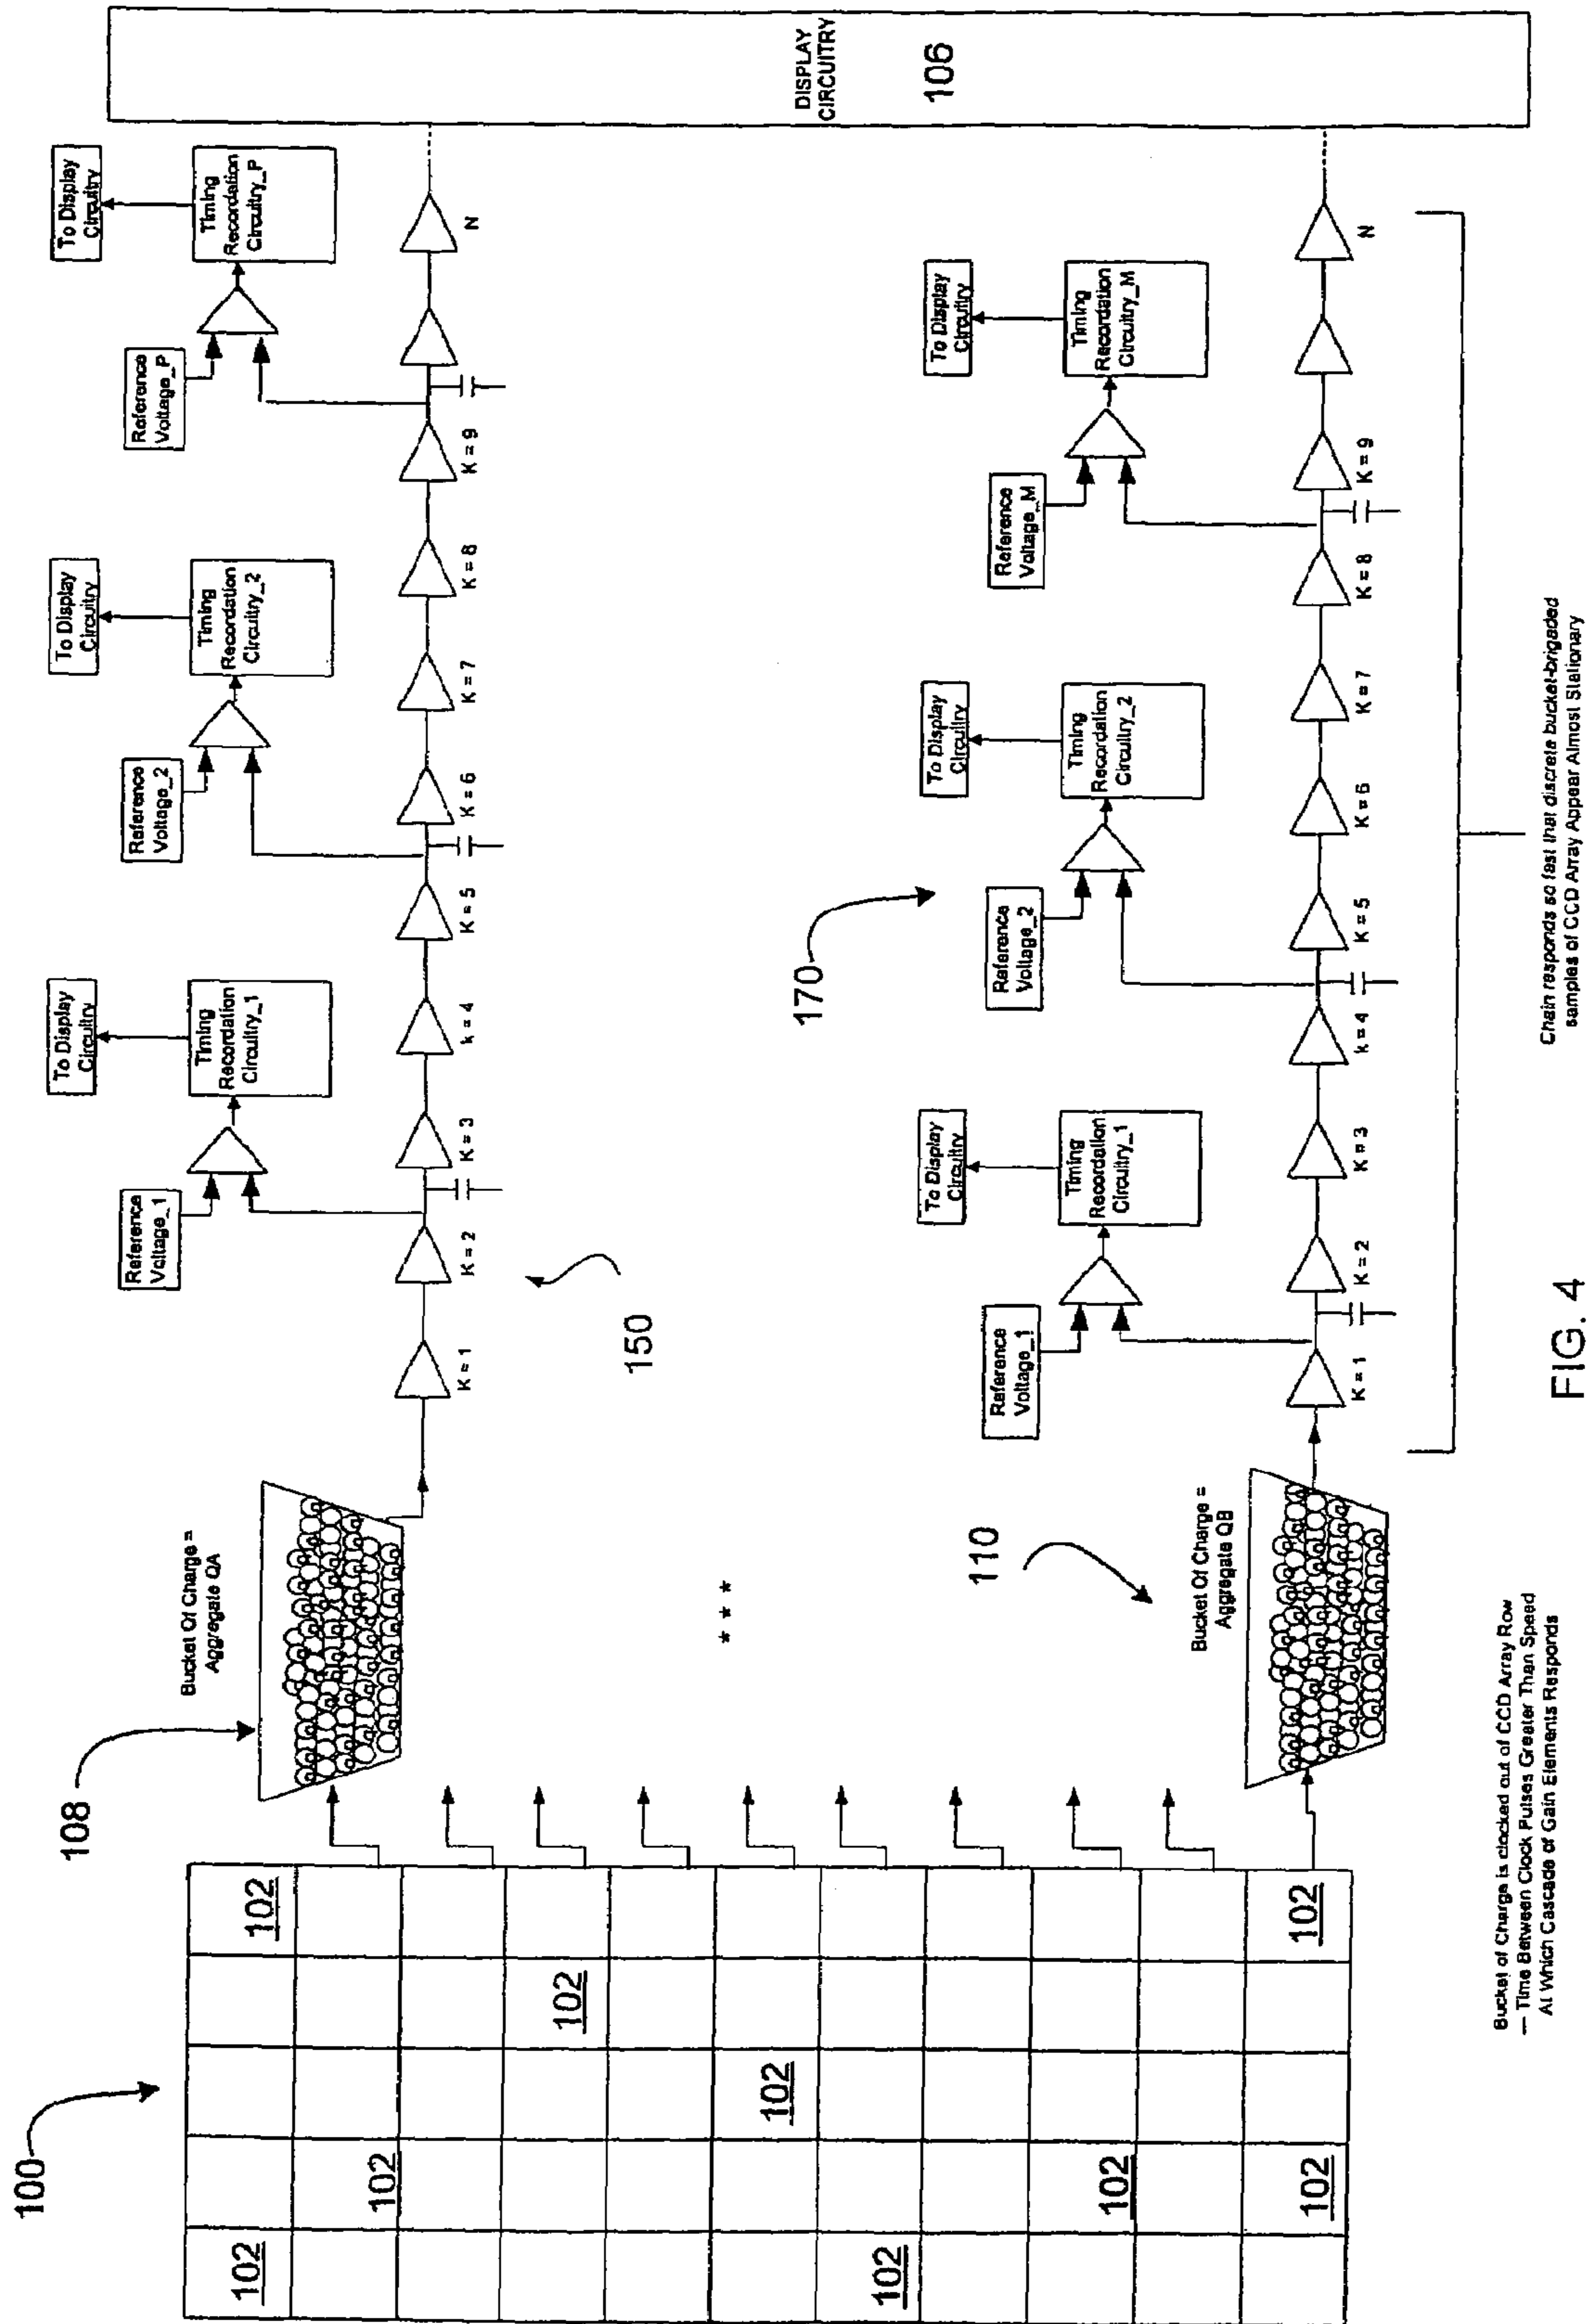 100
102
102
102
102
102
102
102
102
102
108
Bucket Of Charge =
Aggregate QA
K = 1
K = 2
K = 3
k = 4
K = 5
K = 6
K = 7
K = 8
K = 9
N
150
Reference
Voltage_1
Timing
Recordation
Circuitry_1
To Display
Circuitry
Reference
Voltage_2
Timing
Recordation
Circuitry_2
To Display
Circuitry
Reference
Voltage_P
Timing
Recordation
Circuitry_P
To Display
Circuitry
DISPLAY
CIRCUITRY
106
* * *
110
Bucket Of Charge =
Aggregate QB
K = 1
K = 2
K = 3
k = 4
K = 5
K = 6
K = 7
K = 8
K = 9
N
170
Reference
Voltage_1
Timing
Recordation
Circuitry_1
To Display
Circuitry
Reference
Voltage_2
Timing
Recordation
Circuitry_2
To Display
Circuitry
Reference
Voltage_M
Timing
Recordation
Circuitry_M
To Display
Circuitry
Bucket of Charge is clocked out of CCD Array Row
— Time Between Clock Pulses Greater Than Speed
At Which Cascade of Gain Elements Responds
Chain responds so fast that discrete bucket-brigaded
samples of CCD Array Appear Almost Stationary
FIG. 4